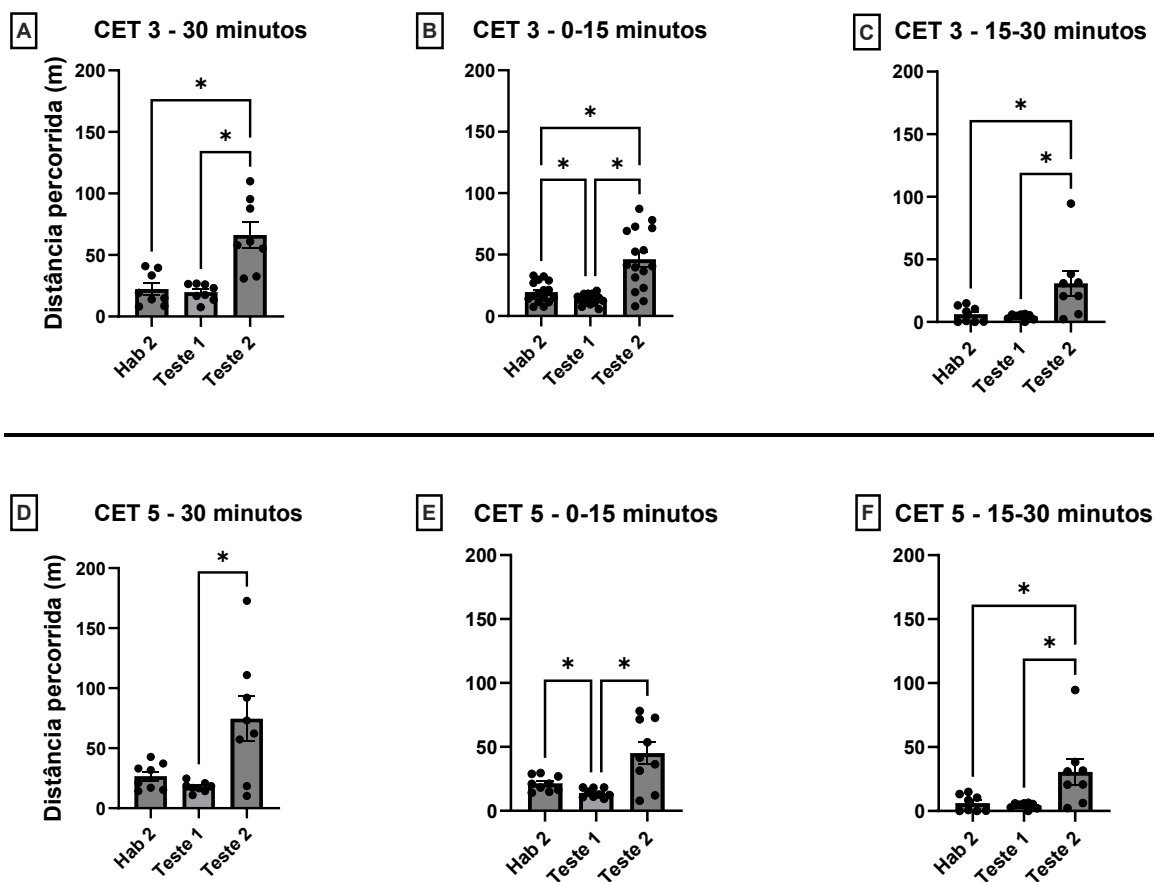 A CET 3 - 30 minutos
Distância percorrida (m)
200
150
100
50
0
*
*
Hab 2
Teste 1
Teste 2
B CET 3 - 0-15 minutos
200
150
100
50
0
*
*
*
Hab 2
Teste 1
Teste 2
C CET 3 - 15-30 minutos
200
150
100
50
0
*
*
Hab 2
Teste 1
Teste 2
D CET 5 - 30 minutos
Distância percorrida (m)
200
150
100
50
0
*
Hab 2
Teste 1
Teste 2
E CET 5 - 0-15 minutos
200
150
100
50
0
*
*
Hab 2
Teste 1
Teste 2
F CET 5 - 15-30 minutos
200
150
100
50
0
*
*
Hab 2
Teste 1
Teste 2